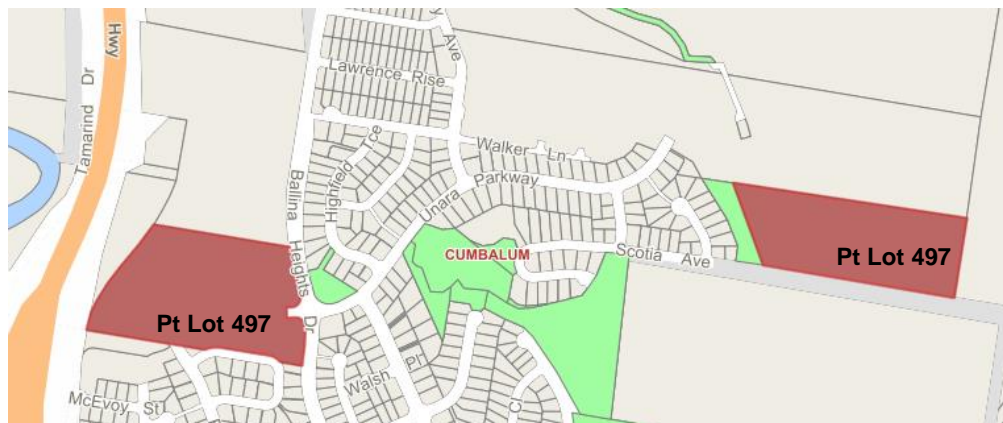 Hwy
Tamarind Dr
Ave
Lawrence Rise
Highfield Tce
Walker Ln
Unara Parkway
Ballina Heights Dr
CUMBALUM
Scotia Ave
Pt Lot 497
Pt Lot 497
Walsh Pl
McEvoy St